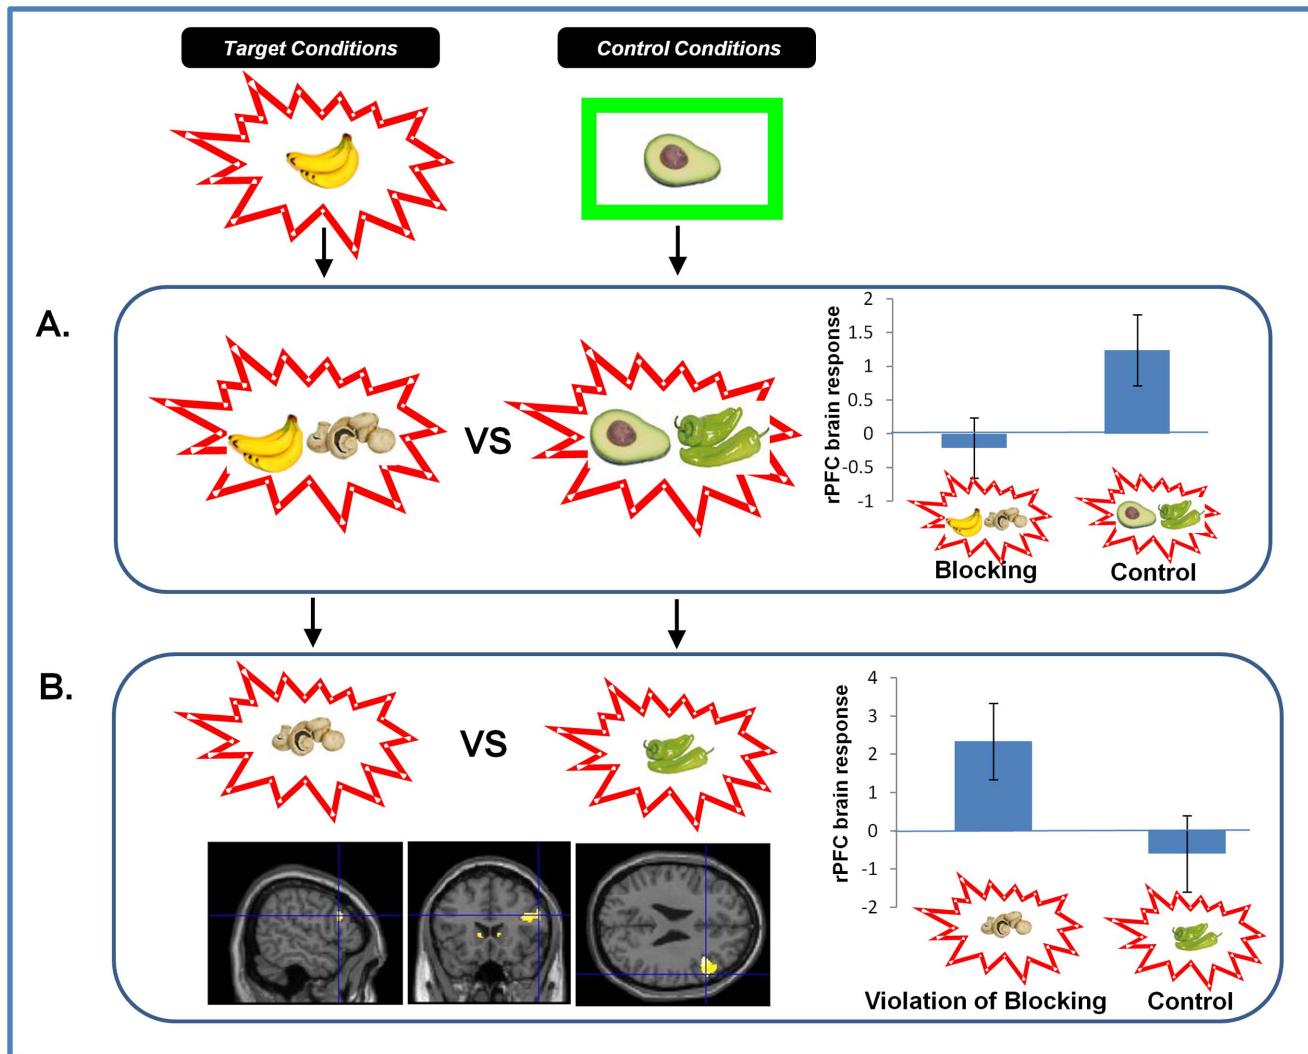 Target Conditions
Control Conditions
A.
VS
rPFC brain response
2
1.5
1
0.5
0
-0.5
-1
Blocking
Control
B.
VS
rPFC brain response
4
3
2
1
0
-1
-2
Violation of Blocking
Control